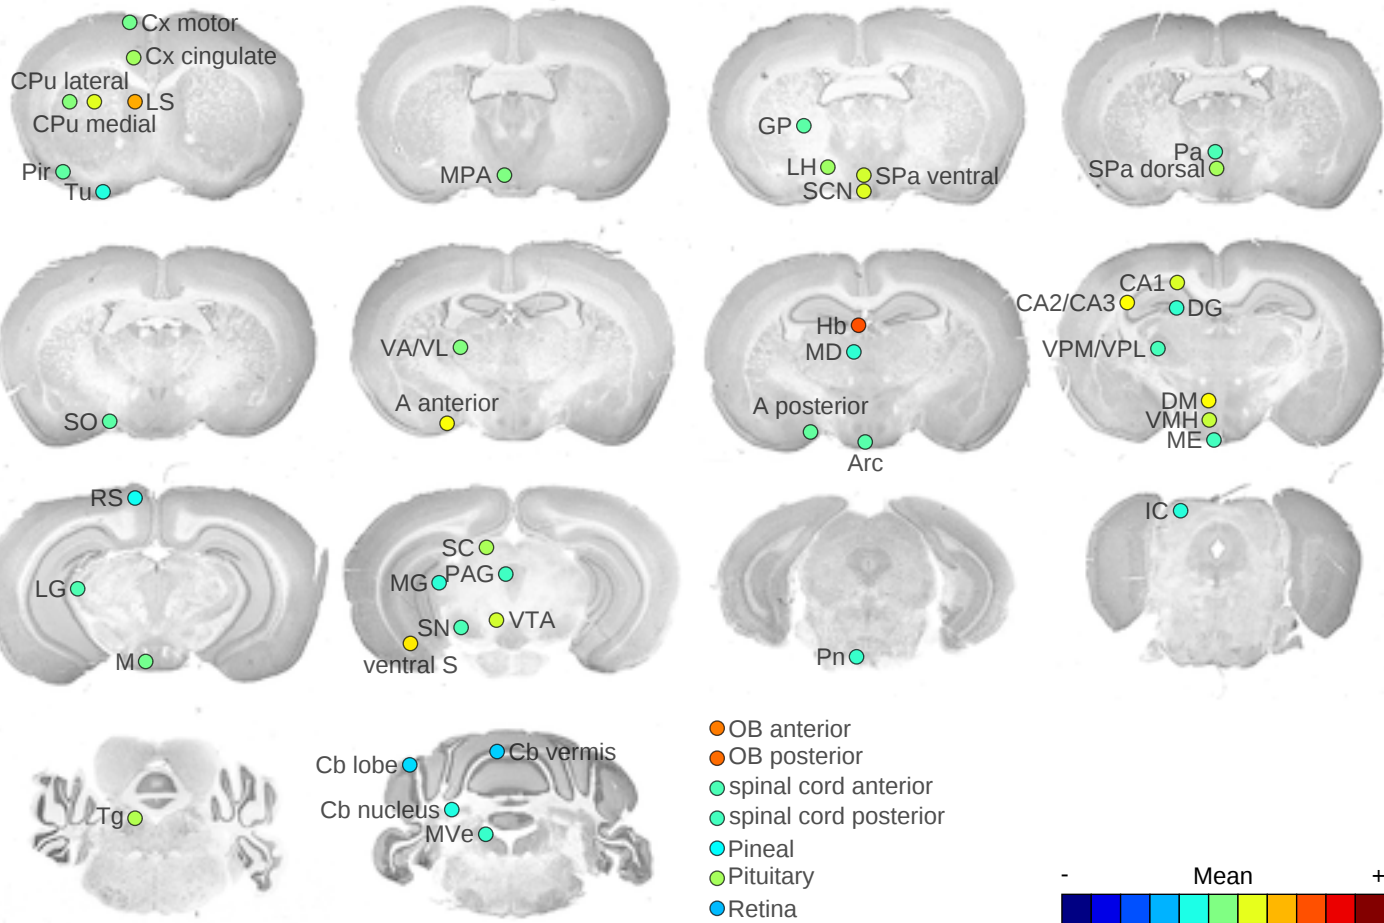 Cx motor
Cx cingulate
CPu lateral
LS
CPu medial
Pir
Tu
MPA
GP
LH
SPa ventral
SCN
Pa
SPa dorsal
SO
VA/VL
A anterior
Hb
MD
A posterior
Arc
CA1
CA2/CA3
DG
VPM/VPL
DM
VMH
ME
RS
LG
M
SC
MG
PAG
SN
VTA
ventral S
Pn
IC
Tg
Cb lobe
Cb vermis
Cb nucleus
MVe
OB anterior
OB posterior
spinal cord anterior
spinal cord posterior
Pineal
Pituitary
Retina
- Mean +